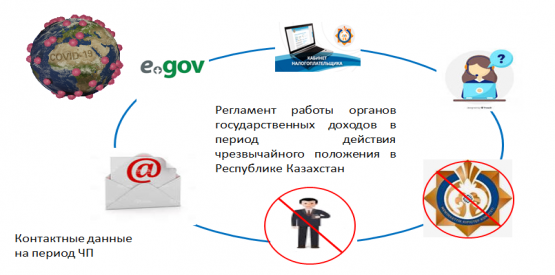 COVID-19
e.gov
КАБИНЕТ
НАЛОГОПЛАТЕЛЬЩИКА
Регламент работы органов
государственных доходов в
период действия
чрезвычайного положения в
Республике Казахстан
Контактные данные
на период ЧП